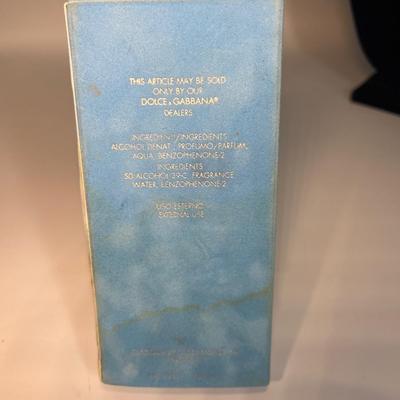 THIS ARTICLE MAY BE SOLD
ONLY BY OUR
DOLCE & GABBANA®
DEALERS
INGREDIENTI/INGREDIENTS
ALCOHOL DENAT., PROFUMO/PARFUM,
AQUA, BENZOPHENONE-2
INGREDIENTS
SD ALCOHOL 39-C, FRAGRANCE
WATER, BENZOPHENONE-2
USO ESTERNO
EXTERNAL USE